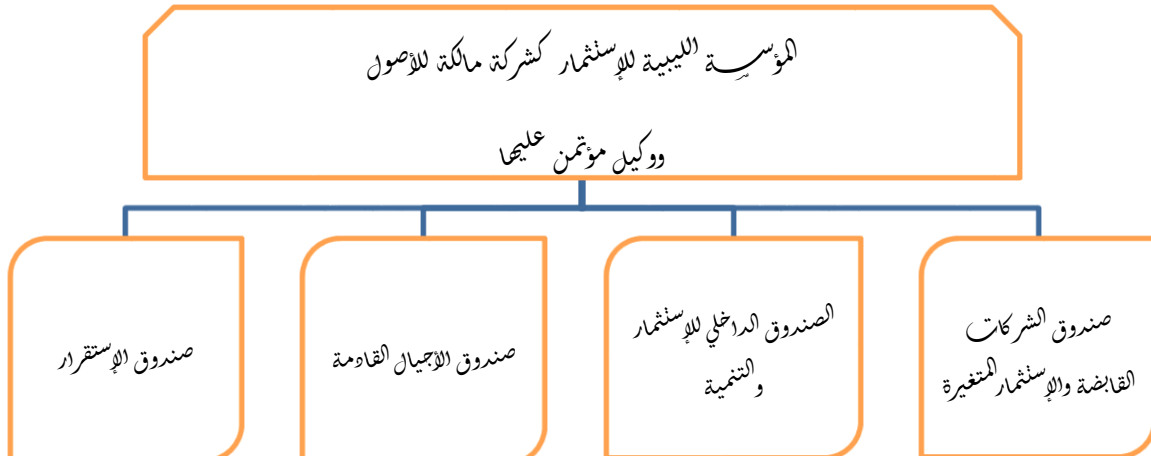 المؤسسة الليبية للإستثمار كشركة مالكة للأصول
ووكيل مؤتمن عليها
صندوق الشركات
القابضة والإستثمار المتغيرة
الصندوق الداخلي للإستثمار
والتنمية
صندوق الأجيال القادمة
صندوق الإستقرار